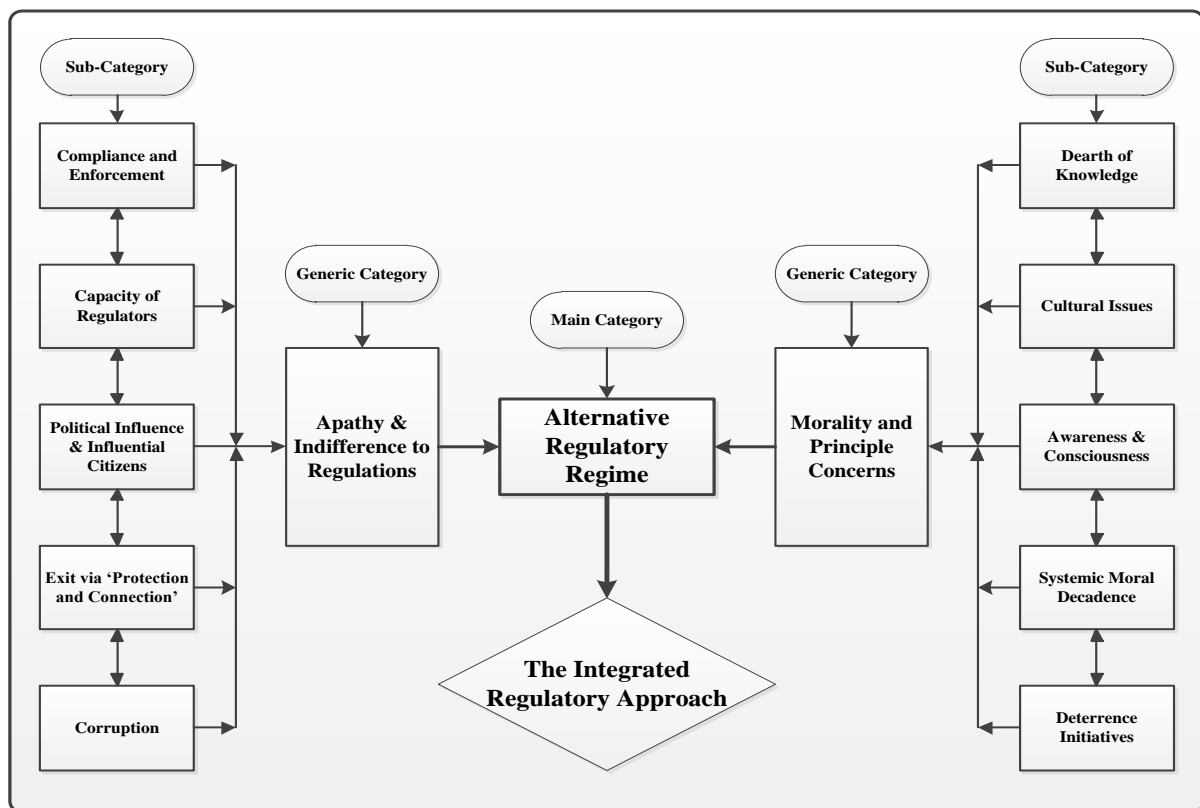 Sub-Category
Compliance and
Enforcement
Capacity of
Regulators
Political Influence
& Influential
Citizens
Exit via ‘Protection
and Connection’
Corruption
Generic Category
Apathy &
Indifference to
Regulations
Main Category
Alternative
Regulatory
Regime
The Integrated
Regulatory Approach
Generic Category
Morality and
Principle
Concerns
Sub-Category
Dearth of
Knowledge
Cultural Issues
Awareness &
Consciousness
Systemic Moral
Decadence
Deterrence
Initiatives